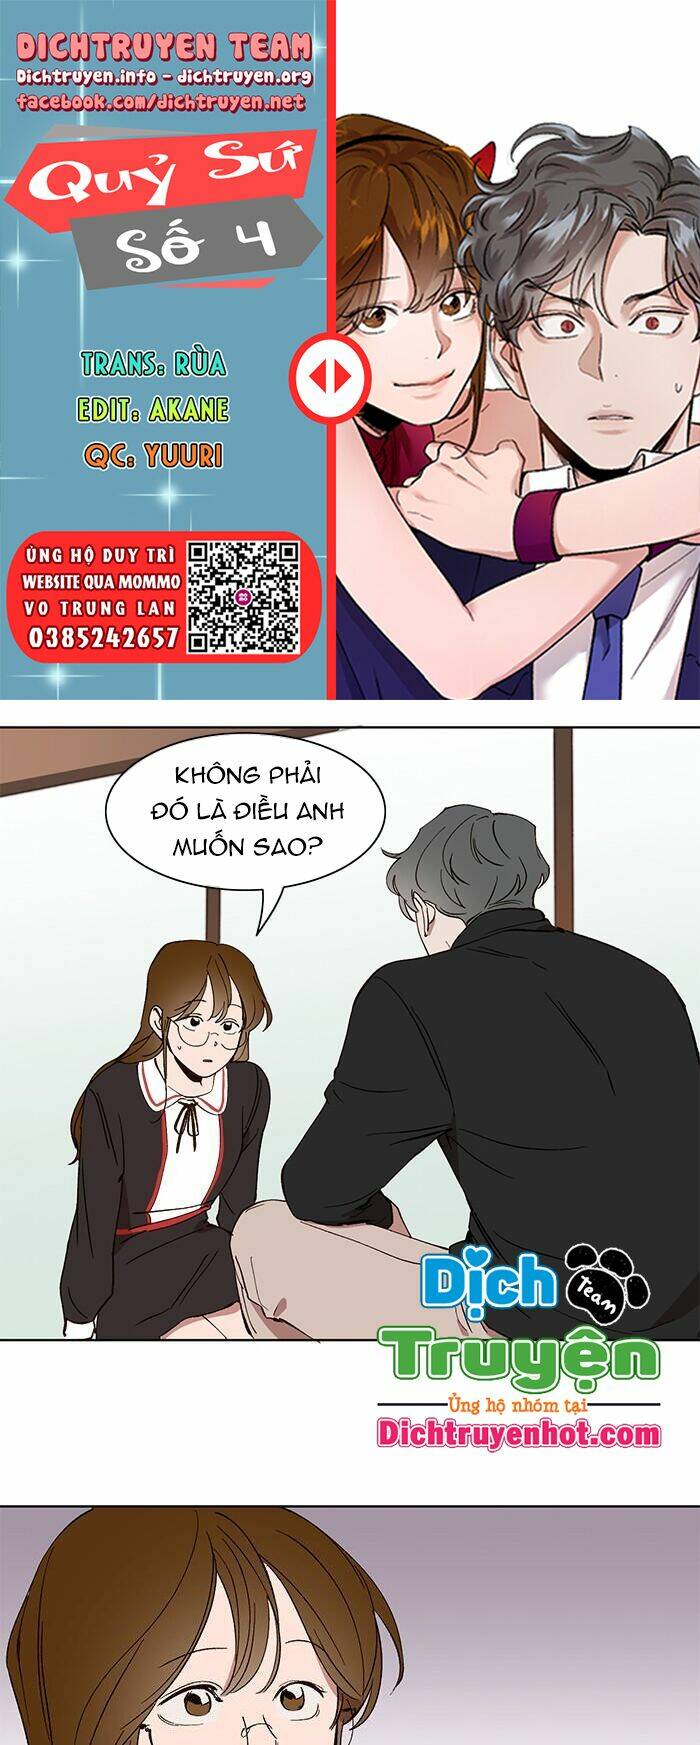 DICHTRUYEN TEAM
Dichtruyen.info - dichtruyen.org
facebook.com/dichtruyen.net
Quỷ Sứ
Số 4
TRANS: RÙA
EDIT: AKANE
QC: YUURI
ỦNG HỘ DUY TRÌ
WEBSITE QUA MOMMO
VO TRUNG LAN
0385242657
KHÔNG PHẢI
ĐÓ LÀ ĐIỀU ANH
MUỐN SAO?
Dịch
Team
Truyện
Ủng hộ nhóm tại
Dichtruyenhot.com